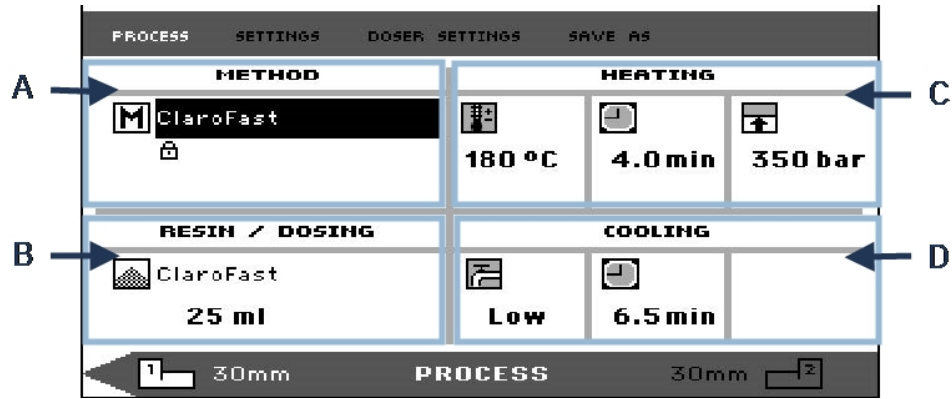 PROCESS SETTINGS DOSER SETTINGS SAVE AS
A
METHOD
M ClaroFast
HEATING
180 ºC 4.0 min 350 bar
C
B
RESIN / DOSING
ClaroFast
25 ml
COOLING
Low 6.5 min
D
1 30mm PROCESS 30mm 2